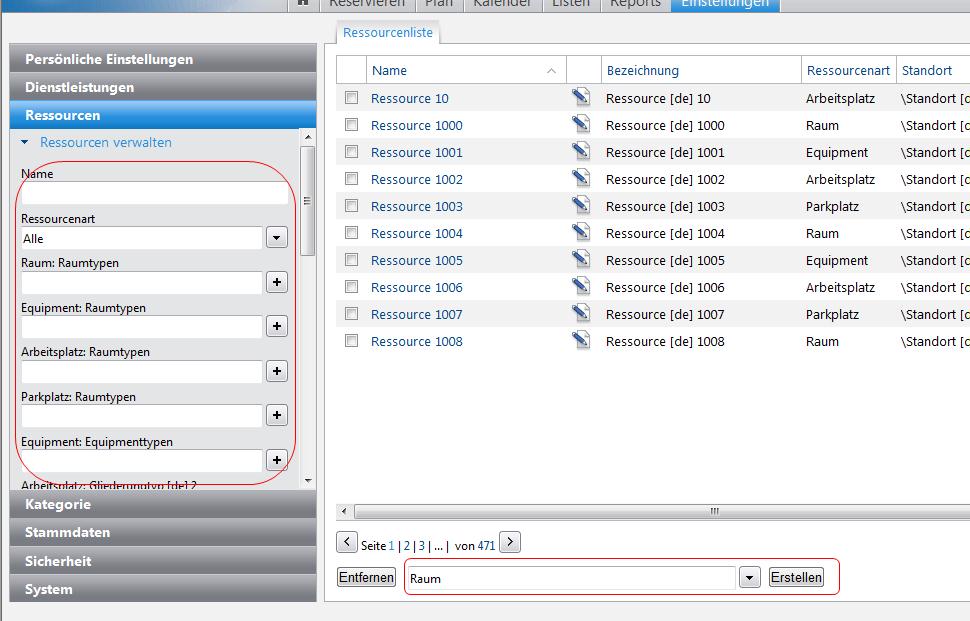 Reservieren Plan Kalender Listen Reports Einstellungen
Ressourcenliste
Persönliche Einstellungen
Dienstleistungen
Ressourcen
Ressourcen verwalten
Name
Ressourcenart
Alle
Raum: Raumtypen
Equipment: Raumtypen
Arbeitsplatz: Raumtypen
Parkplatz: Raumtypen
Equipment: Equipmenttypen
Arbeitsplatz: Gliederungtyp [de] 2
Kategorie
Stammdaten
Sicherheit
System
Name Bezeichnung Ressourcenart Standort
Ressource 10 Ressource [de] 10 Arbeitsplatz \Standort [d
Ressource 1000 Ressource [de] 1000 Raum \Standort [d
Ressource 1001 Ressource [de] 1001 Equipment \Standort [d
Ressource 1002 Ressource [de] 1002 Arbeitsplatz \Standort [d
Ressource 1003 Ressource [de] 1003 Parkplatz \Standort [d
Ressource 1004 Ressource [de] 1004 Raum \Standort [d
Ressource 1005 Ressource [de] 1005 Equipment \Standort [d
Ressource 1006 Ressource [de] 1006 Arbeitsplatz \Standort [d
Ressource 1007 Ressource [de] 1007 Parkplatz \Standort [d
Ressource 1008 Ressource [de] 1008 Raum \Standort [d
< Seite 1 | 2 | 3 | ... | von 471 >
Entfernen Raum Erstellen